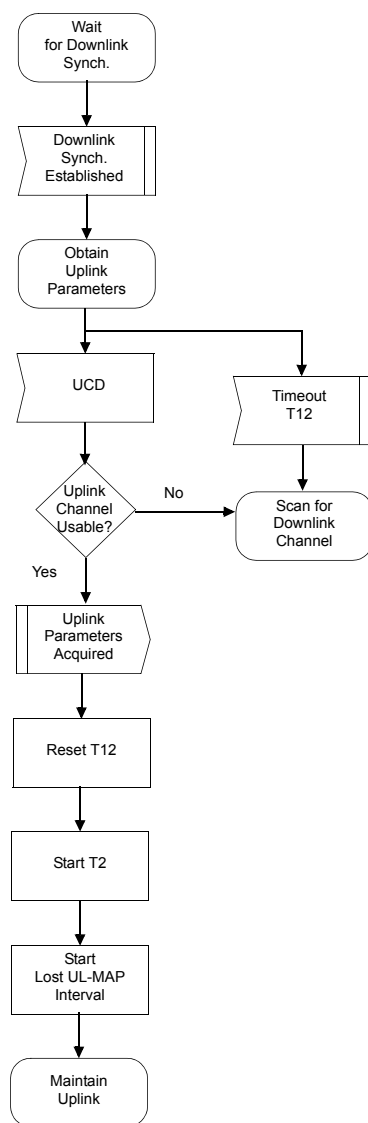 Wait
for Downlink
Synch.
Downlink
Synch.
Established
Obtain
Uplink
Parameters
UCD
Timeout
T12
Uplink
Channel
Usable?
No
Scan for
Downlink
Channel
Yes
Uplink
Parameters
Acquired
Reset T12
Start T2
Start
Lost UL-MAP
Interval
Maintain
Uplink